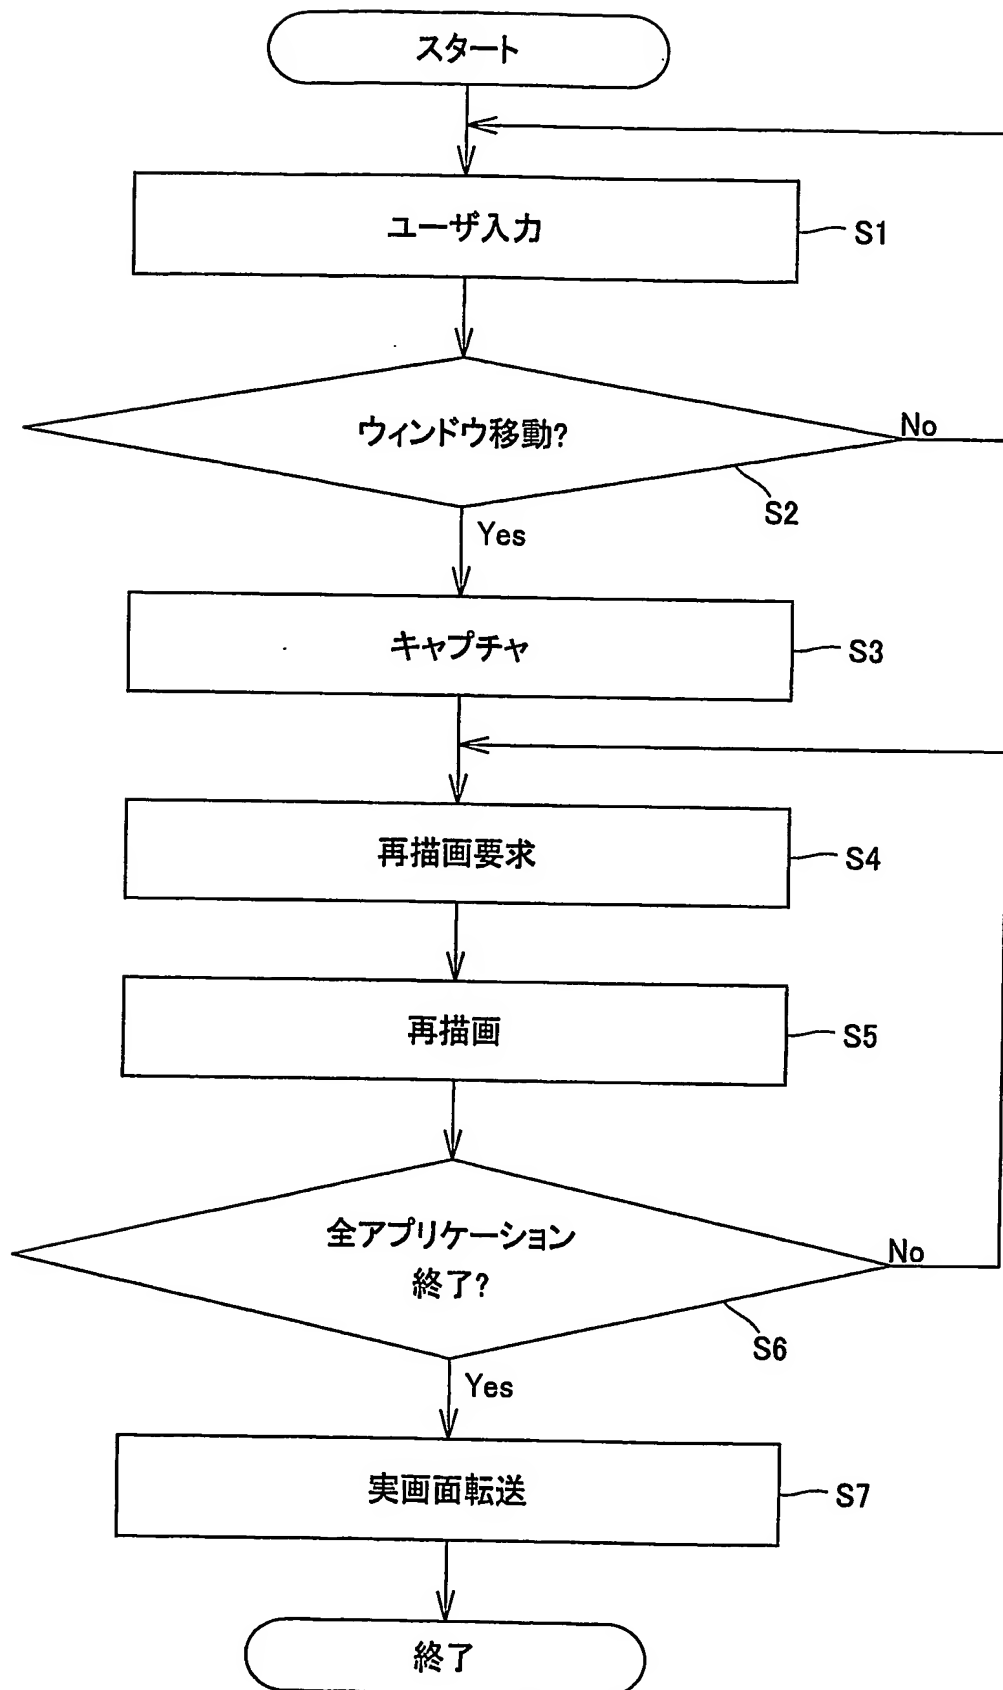 スタート
ユーザ入力
S1
ウィンドウ移動?
No
S2
Yes
キャプチャ
S3
再描画要求
S4
再描画
S5
全アプリケーション
終了?
No
S6
Yes
実画面転送
S7
終了